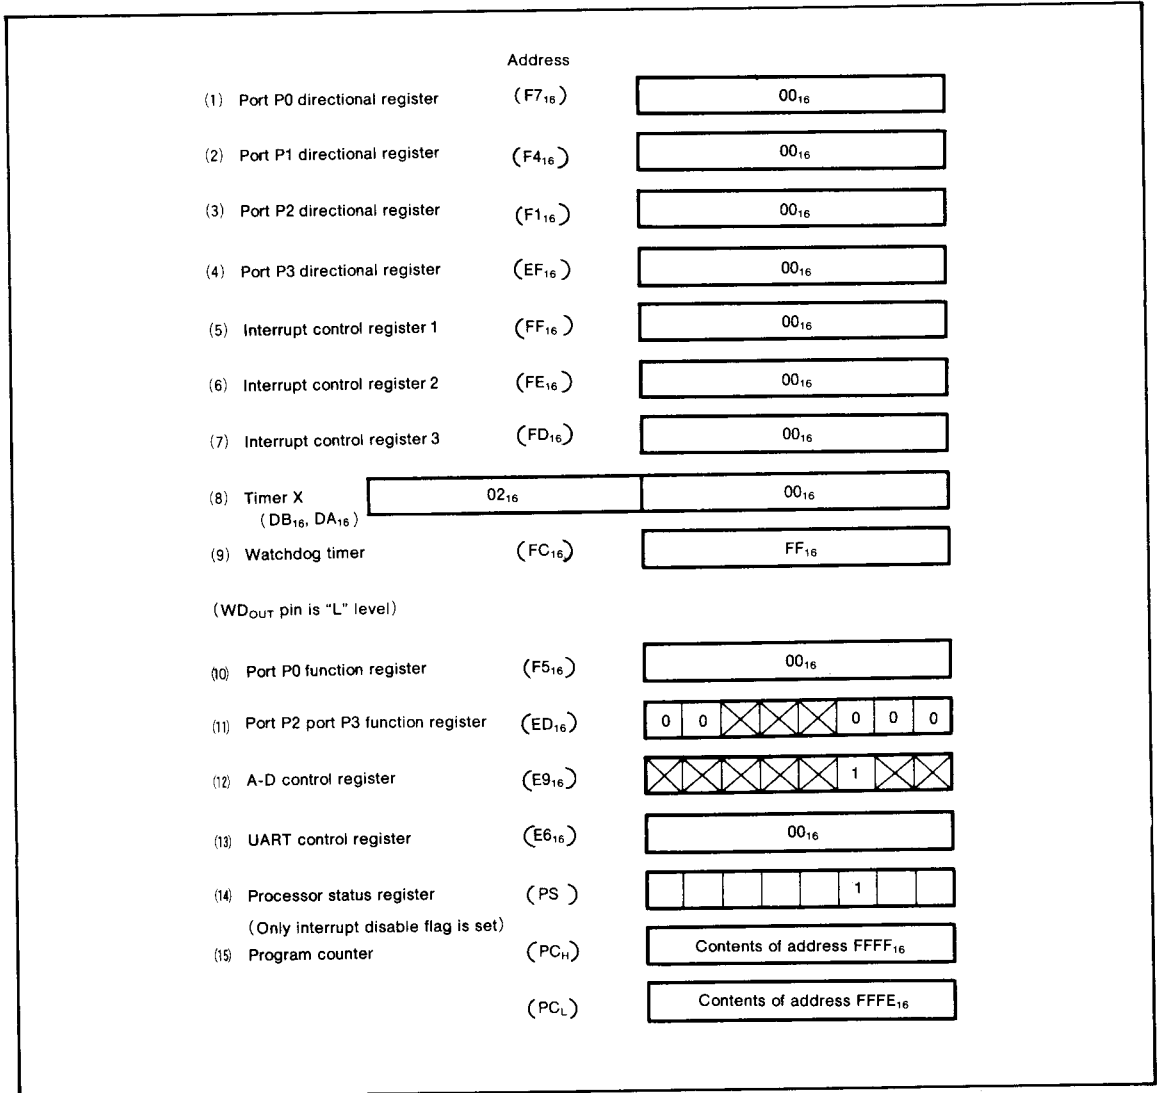 Address
(1) Port P0 directional register (F7₁₆) 00₁₆
(2) Port P1 directional register (F4₁₆) 00₁₆
(3) Port P2 directional register (F1₁₆) 00₁₆
(4) Port P3 directional register (EF₁₆) 00₁₆
(5) Interrupt control register 1 (FF₁₆) 00₁₆
(6) Interrupt control register 2 (FE₁₆) 00₁₆
(7) Interrupt control register 3 (FD₁₆) 00₁₆
(8) Timer X 02₁₆ 00₁₆
(DB₁₆, DA₁₆)
(9) Watchdog timer (FC₁₆) FF₁₆
(WD_OUT pin is "L" level)
(10) Port P0 function register (F5₁₆) 00₁₆
(11) Port P2 port P3 function register (ED₁₆) 0 0 0 0 0
(12) A-D control register (E9₁₆) 1
(13) UART control register (E6₁₆) 00₁₆
(14) Processor status register (PS ) 1
(Only interrupt disable flag is set)
(15) Program counter (PC_H) Contents of address FFFF₁₆
(PC_L) Contents of address FFFE₁₆